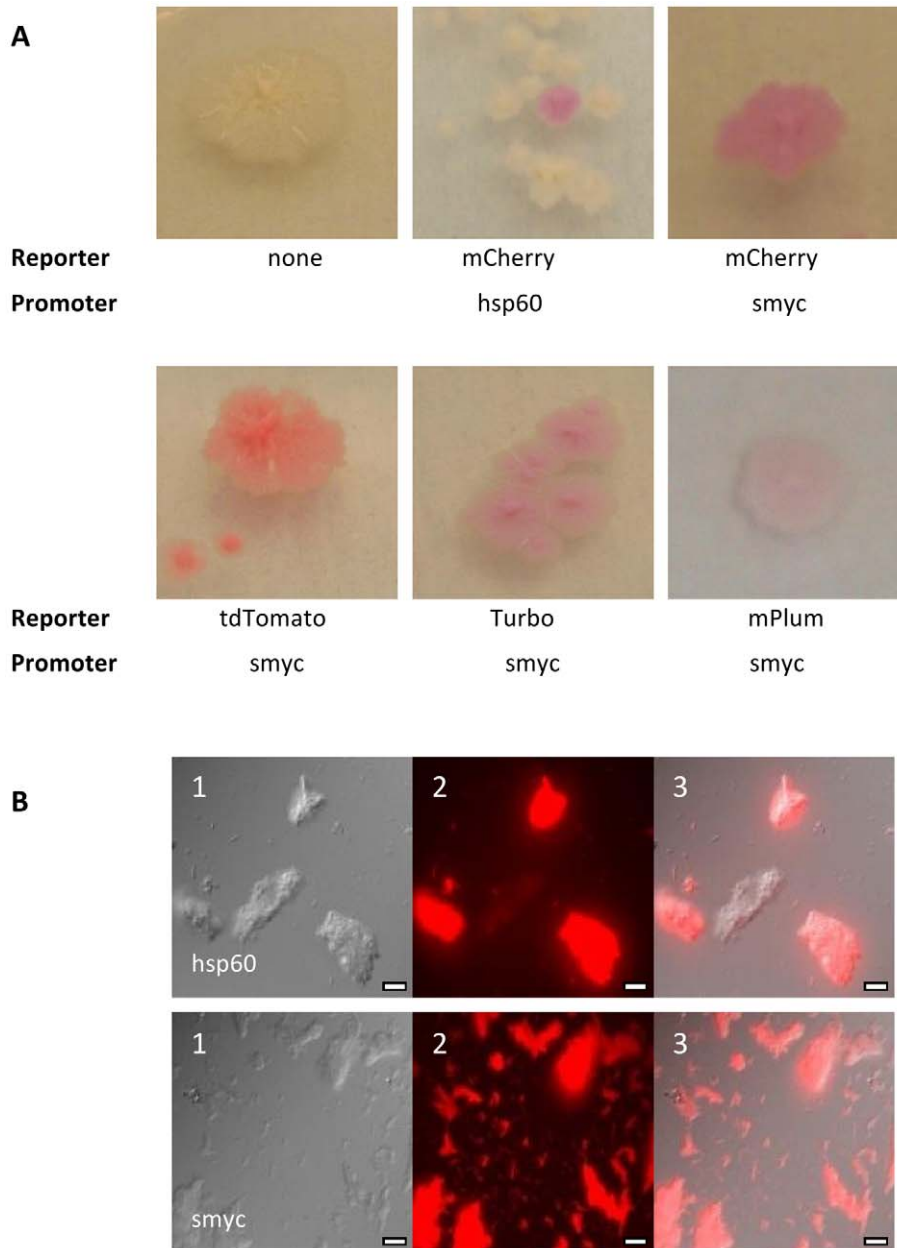 A
Reporter none mCherry mCherry
Promoter hsp60 smyc
Reporter tdTomato Turbo mPlum
Promoter smyc smyc smyc
B
1 2 3
hsp60
1 2 3
smyc